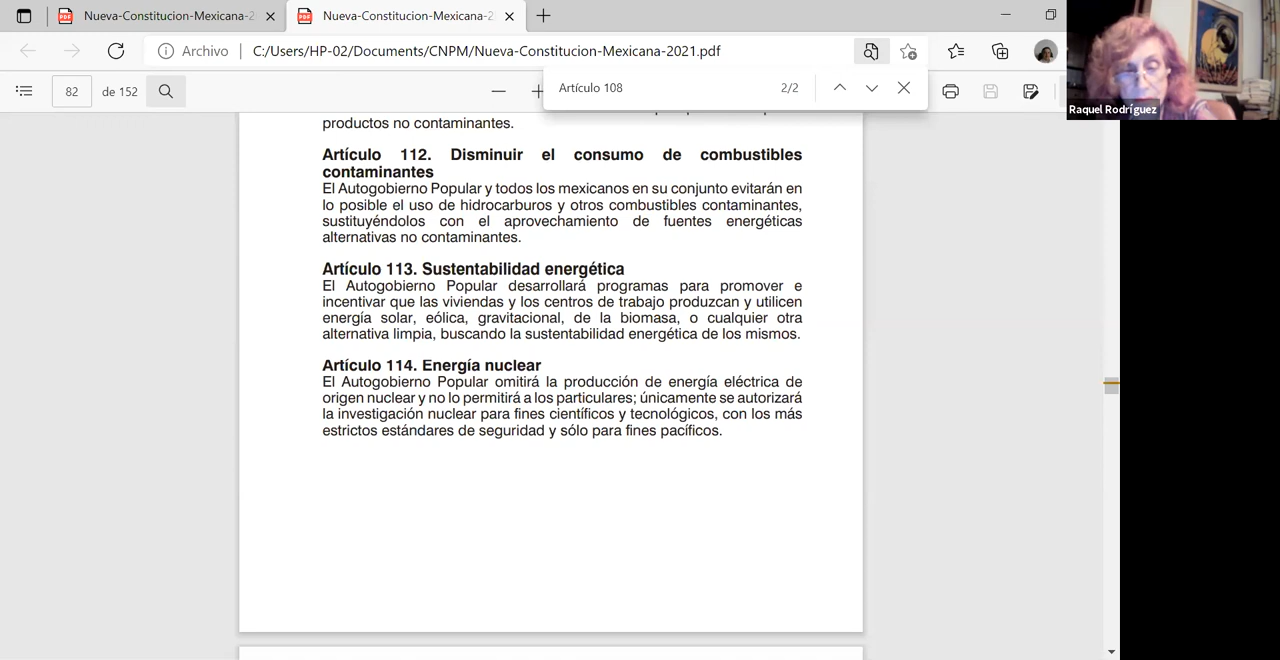 Nueva-Constitucion-Mexicana-2
Nueva-Constitucion-Mexicana-2
Archivo
C:/Users/HP-02/Documents/CNPM/Nueva-Constitucion-Mexicana-2021.pdf
82 de 152
Artículo 108 2/2
Raquel Rodríguez
productos no contaminantes.
Artículo 112. Disminuir el consumo de combustibles
contaminantes
El Autogobierno Popular y todos los mexicanos en su conjunto evitarán en
lo posible el uso de hidrocarburos y otros combustibles contaminantes,
sustituyéndolos con el aprovechamiento de fuentes energéticas
alternativas no contaminantes.
Artículo 113. Sustentabilidad energética
El Autogobierno Popular desarrollará programas para promover e
incentivar que las viviendas y los centros de trabajo produzcan y utilicen
energía solar, eólica, gravitacional, de la biomasa, o cualquier otra
alternativa limpia, buscando la sustentabilidad energética de los mismos.
Artículo 114. Energía nuclear
El Autogobierno Popular omitirá la producción de energía eléctrica de
origen nuclear y no lo permitirá a los particulares; únicamente se autorizará
la investigación nuclear para fines científicos y tecnológicos, con los más
estrictos estándares de seguridad y sólo para fines pacíficos.